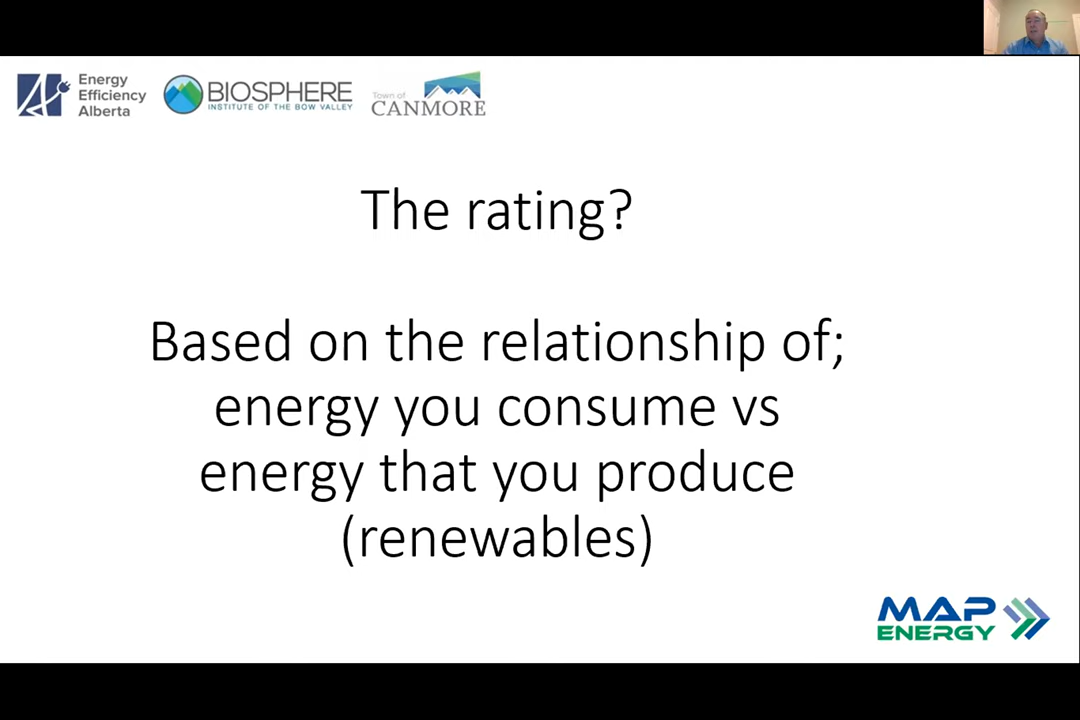 Energy
Efficiency
Alberta
BIOSPHERE
INSTITUTE OF THE BOW VALLEY
Town of
CANMORE
The rating?
Based on the relationship of;
energy you consume vs
energy that you produce
(renewables)
MAP
ENERGY